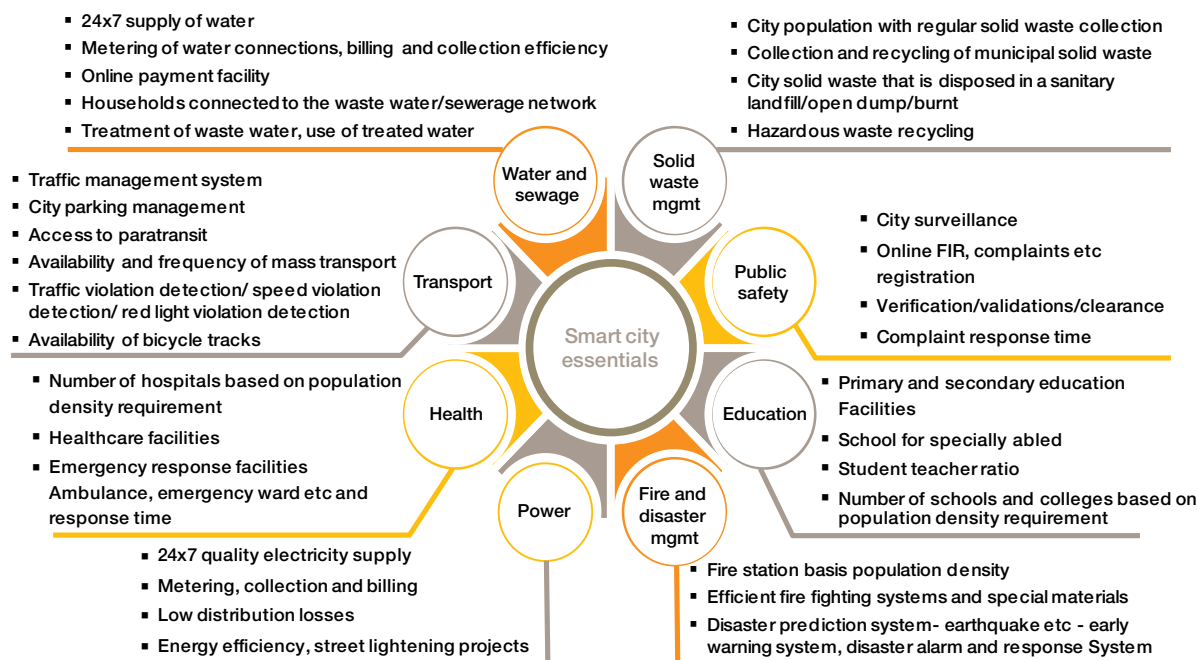 ▪ 24x7 supply of water
▪ Metering of water connections, billing and collection efficiency
▪ Online payment facility
▪ Households connected to the waste water/sewerage network
▪ Treatment of waste water, use of treated water
▪ City population with regular solid waste collection
▪ Collection and recycling of municipal solid waste
▪ City solid waste that is disposed in a sanitary
landfill/open dump/burnt
▪ Hazardous waste recycling
Water and
sewage
Solid
waste
mgmt
▪ Traffic management system
▪ City parking management
▪ Access to paratransit
▪ Availability and frequency of mass transport
▪ Traffic violation detection/ speed violation
detection/ red light violation detection
▪ Availability of bicycle tracks
Transport
Public
safety
▪ City surveillance
▪ Online FIR, complaints etc
registration
▪ Verification/validations/clearance
▪ Complaint response time
Smart city
essentials
▪ Number of hospitals based on population
density requirement
▪ Healthcare facilities
▪ Emergency response facilities
Ambulance, emergency ward etc and
response time
Health
Education
▪ Primary and secondary education
Facilities
▪ School for specially abled
▪ Student teacher ratio
▪ Number of schools and colleges based on
population density requirement
Power
Fire and
disaster
mgmt
▪ 24x7 quality electricity supply
▪ Metering, collection and billing
▪ Low distribution losses
▪ Energy efficiency, street lightening projects
▪ Fire station basis population density
▪ Efficient fire fighting systems and special materials
▪ Disaster prediction system- earthquake etc - early
warning system, disaster alarm and response System